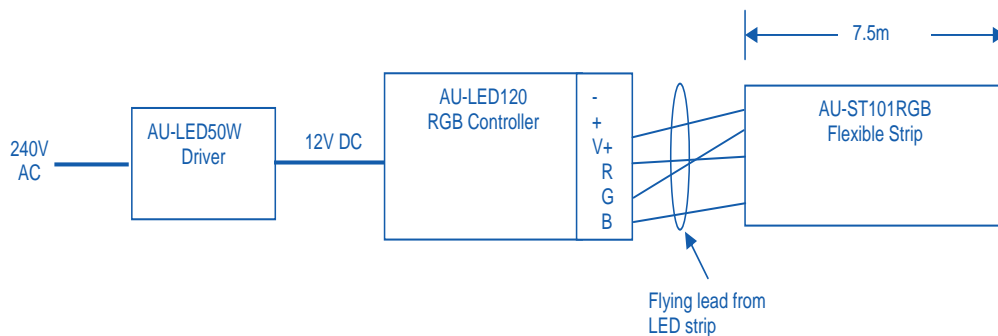 7.5m
AU-LED120
RGB Controller
-
+
V+
R
G
B
AU-ST101RGB
Flexible Strip
AU-LED50W
Driver
12V DC
240V
AC
Flying lead from
LED strip